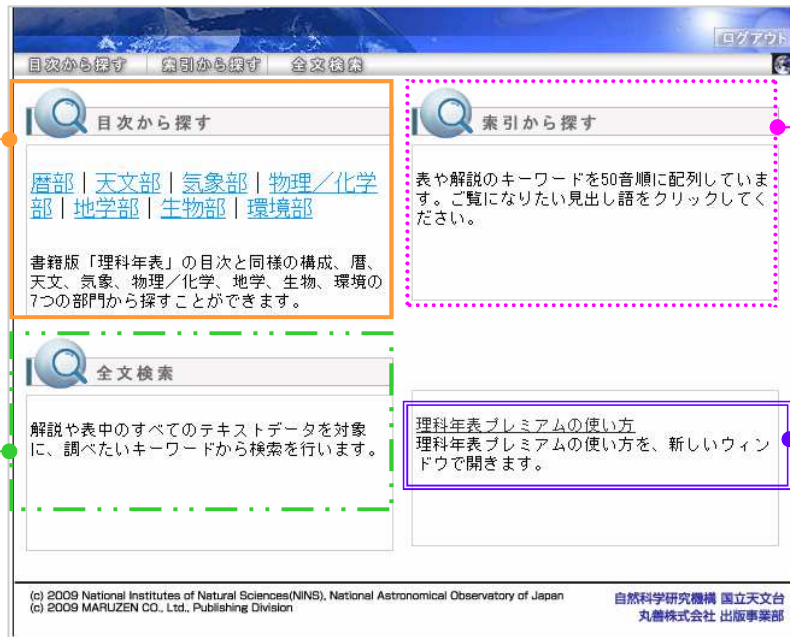 ログアウト
目次から探す 索引から探す 全文検索
目次から探す
暦部 | 天文部 | 気象部 | 物理／化学
部 | 地学部 | 生物部 | 環境部
書籍版「理科年表」の目次と同様の構成、暦、
天文、気象、物理／化学、地学、生物、環境の
7つの部門から探すことができます。
索引から探す
表や解説のキーワードを50音順に配列していま
す。ご覧になりたい見出し語をクリックしてく
ださい。
全文検索
解説や表中のすべてのテキストデータを対象
に、調べたいキーワードから検索を行います。
理科年表プレミアムの使い方
理科年表プレミアムの使い方を、新しいウィン
ドウで開きます。
(c) 2009 National Institutes of Natural Sciences(NINS), National Astronomical Observatory of Japan
(c) 2009 MARUZEN CO., Ltd., Publishing Division
自然科学研究機構 国立天文台
丸善株式会社 出版事業部